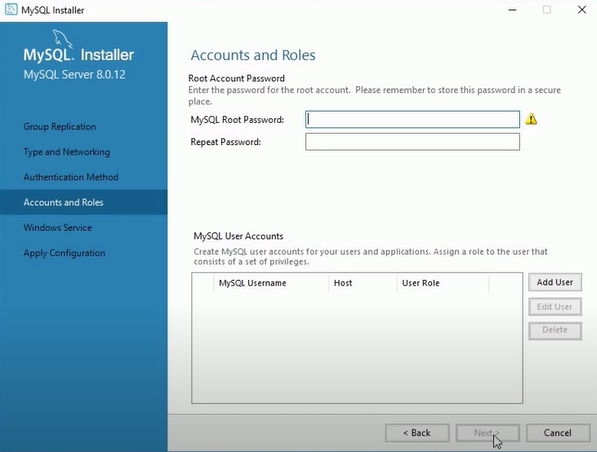 MySQL Installer
MySQL. Installer
MySQL Server 8.0.12
Group Replication
Type and Networking
Authentication Method
Accounts and Roles
Windows Service
Apply Configuration
Accounts and Roles
Root Account Password
Enter the password for the root account. Please remember to store this password in a secure
place.
MySQL Root Password:
Repeat Password:
MySQL User Accounts
Create MySQL user accounts for your users and applications. Assign a role to the user that
consists of a set of privileges.
MySQL Username Host User Role
Add User
Edit User
Delete
< Back Next > Cancel